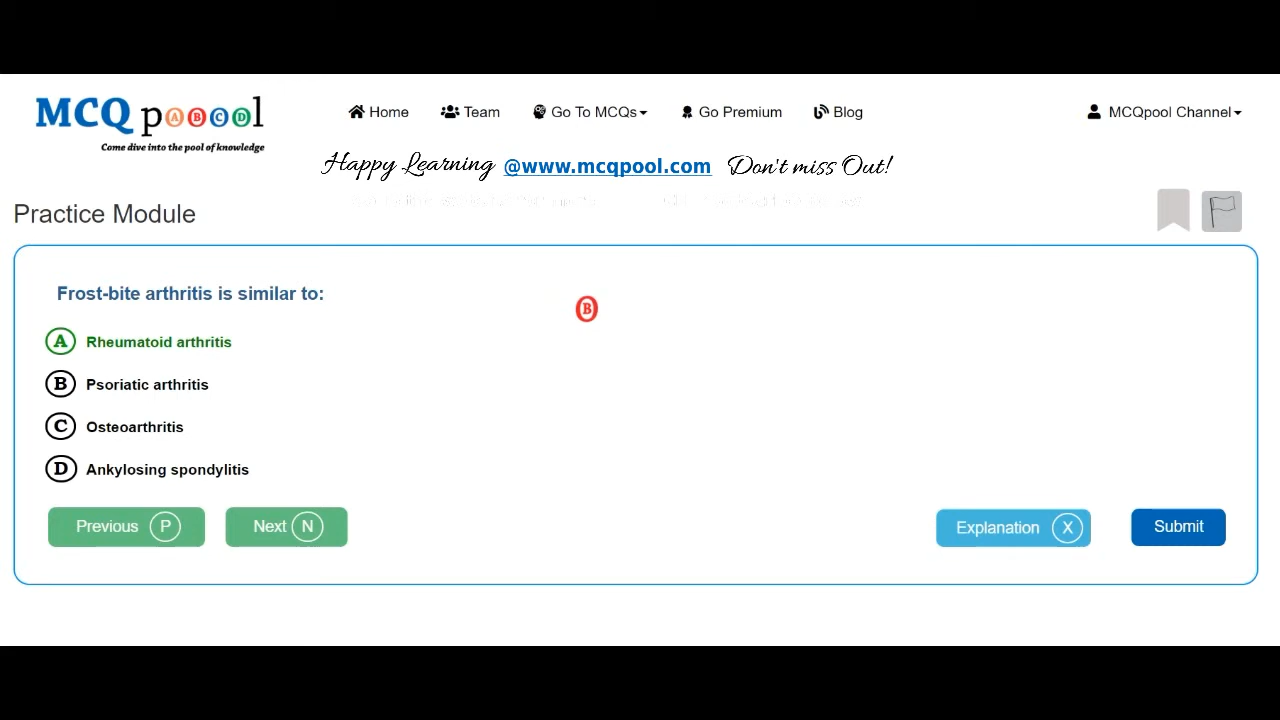 MCQ pABCDl
Come dive into the pool of knowledge
Home Team Go To MCQs Go Premium Blog MCQpool Channel
Happy Learning @www.mcqpool.com Don't miss Out!
Practice Module
Frost-bite arthritis is similar to:
B
A Rheumatoid arthritis
B Psoriatic arthritis
C Osteoarthritis
D Ankylosing spondylitis
Previous P Next N Explanation X Submit